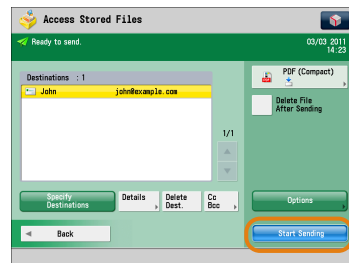 Access Stored Files
Ready to send.
03/03 2011
14:23
Destinations : 1
John john@example.com
1/1
PDF (Compact)
Delete File
After Sending
Specify
Destinations
Details
Delete
Dest.
Cc
Bcc
Options
Back
Start Sending